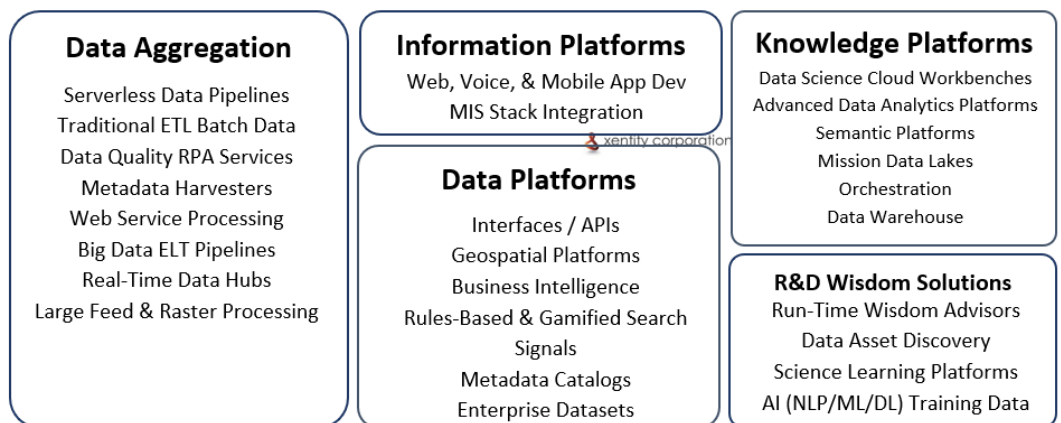 Data Aggregation
Serverless Data Pipelines
Traditional ETL Batch Data
Data Quality RPA Services
Metadata Harvesters
Web Service Processing
Big Data ELT Pipelines
Real-Time Data Hubs
Large Feed & Raster Processing
Information Platforms
Web, Voice, & Mobile App Dev
MIS Stack Integration
xentity corporation
Data Platforms
Interfaces / APIs
Geospatial Platforms
Business Intelligence
Rules-Based & Gamified Search
Signals
Metadata Catalogs
Enterprise Datasets
Knowledge Platforms
Data Science Cloud Workbenches
Advanced Data Analytics Platforms
Semantic Platforms
Mission Data Lakes
Orchestration
Data Warehouse
R&D Wisdom Solutions
Run-Time Wisdom Advisors
Data Asset Discovery
Science Learning Platforms
AI (NLP/ML/DL) Training Data